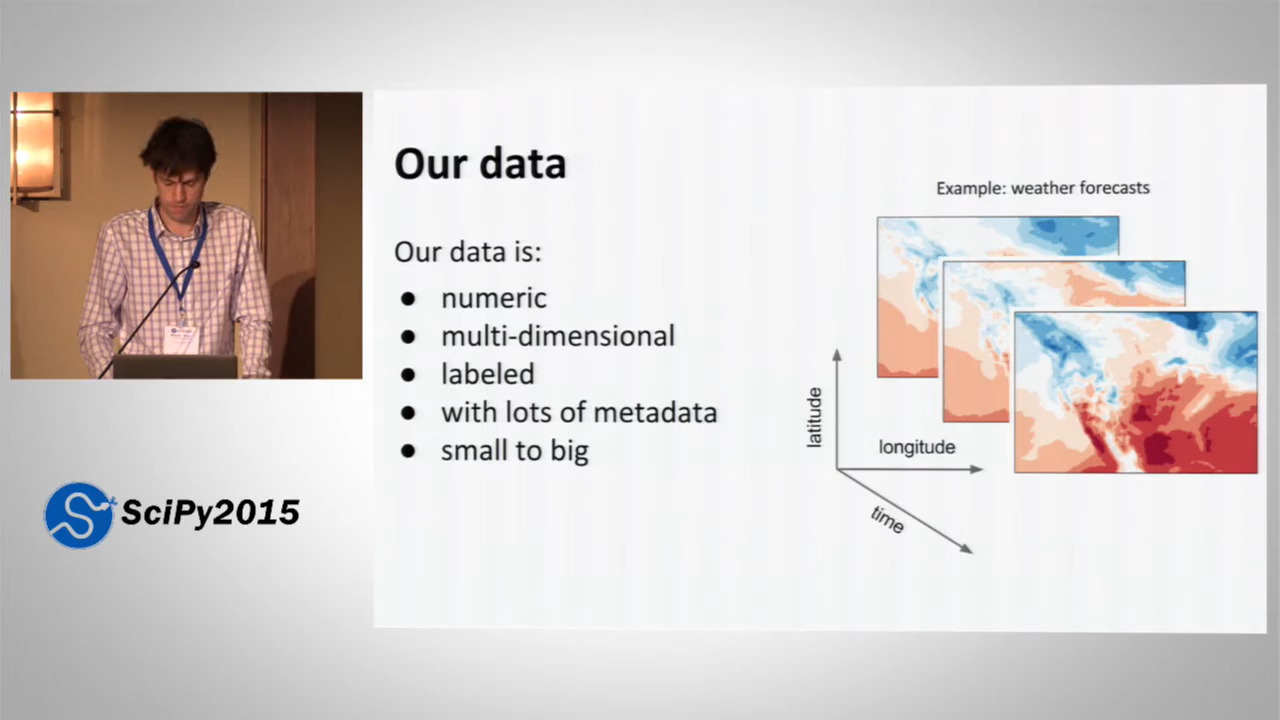 Our data
Our data is:
● numeric
● multi-dimensional
● labeled
● with lots of metadata
● small to big
Example: weather forecasts
latitude
longitude
time
SciPy2015